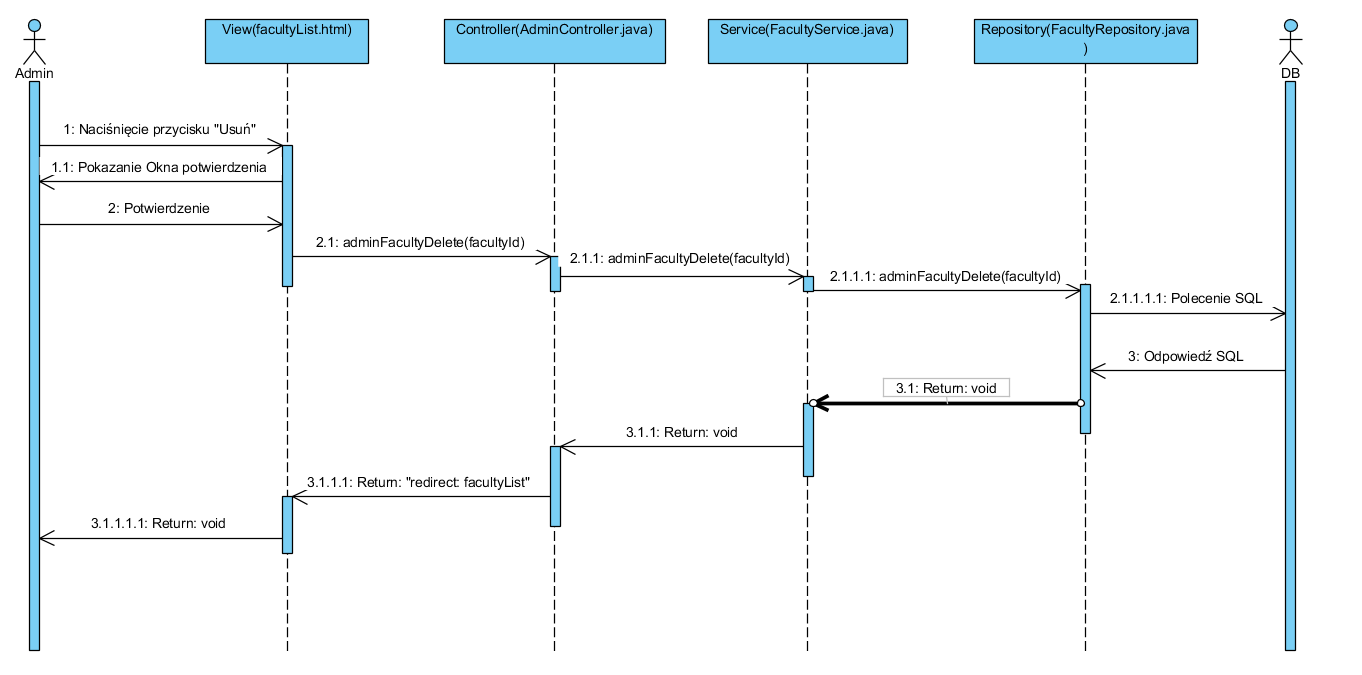 View(facultyList.html)
Controller(AdminController.java)
Service(FacultyService.java)
Repository(FacultyRepository.java
)
Admin
DB
1: Naciśnięcie przycisku "Usuń"
1.1: Pokazanie Okna potwierdzenia
2: Potwierdzenie
2.1: adminFacultyDelete(facultyId)
2.1.1: adminFacultyDelete(facultyId)
2.1.1.1: adminFacultyDelete(facultyId)
2.1.1.1.1: Polecenie SQL
3: Odpowiedź SQL
3.1: Return: void
3.1.1: Return: void
3.1.1.1: Return: "redirect: facultyList"
3.1.1.1.1: Return: void